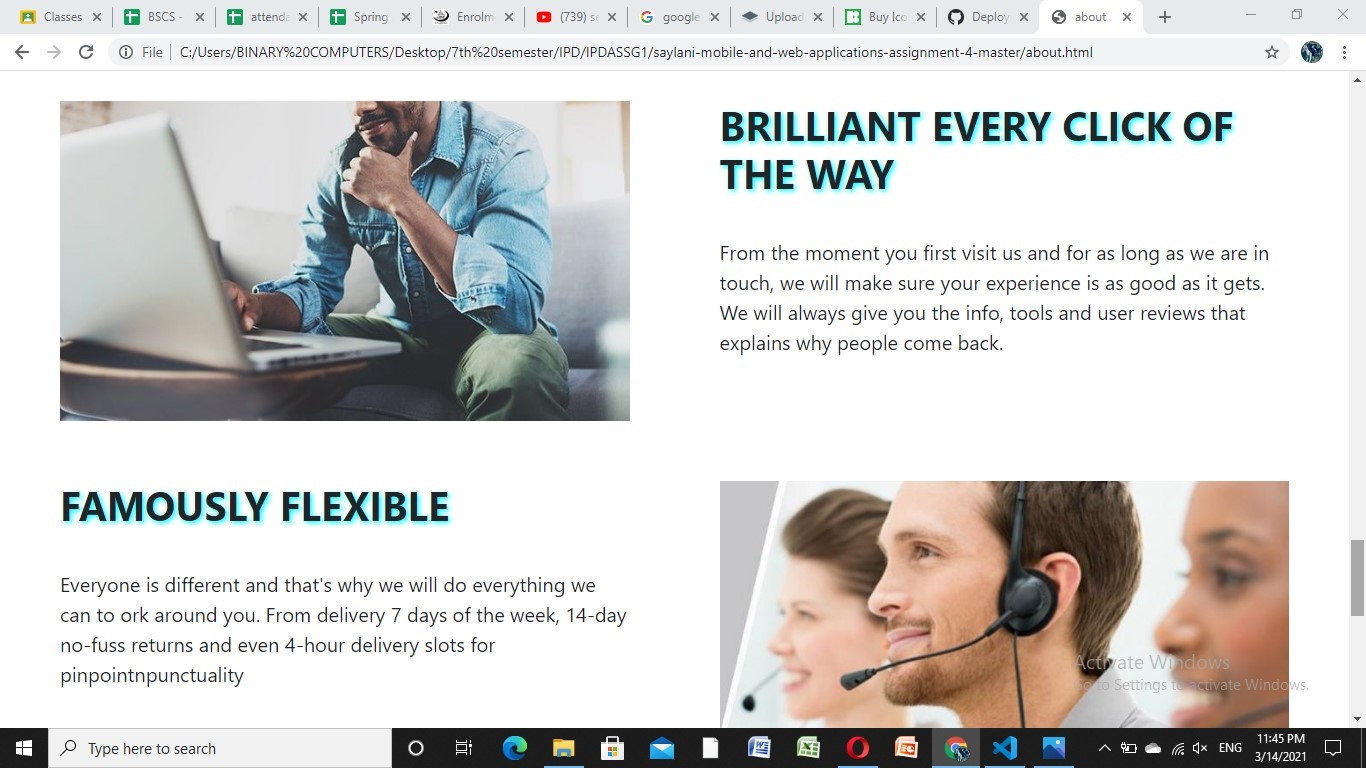 Classes
BSCS -
attenda
Spring
Enrolm
(739) s
google
Upload
Buy Ico
Deploy
about
File
C:/Users/BINARY%20COMPUTERS/Desktop/7th%20semester/IPD/IPDASSG1/saylani-mobile-and-web-applications-assignment-4-master/about.html
BRILLIANT EVERY CLICK OF
THE WAY
From the moment you first visit us and for as long as we are in
touch, we will make sure your experience is as good as it gets.
We will always give you the info, tools and user reviews that
explains why people come back.
FAMOUSLY FLEXIBLE
Everyone is different and that's why we will do everything we
can to ork around you. From delivery 7 days of the week, 14-day
no-fuss returns and even 4-hour delivery slots for
pinpointnpunctuality
Activate Windows
Go to Settings to activate Windows.
Type here to search
ENG
11:45 PM
3/14/2021